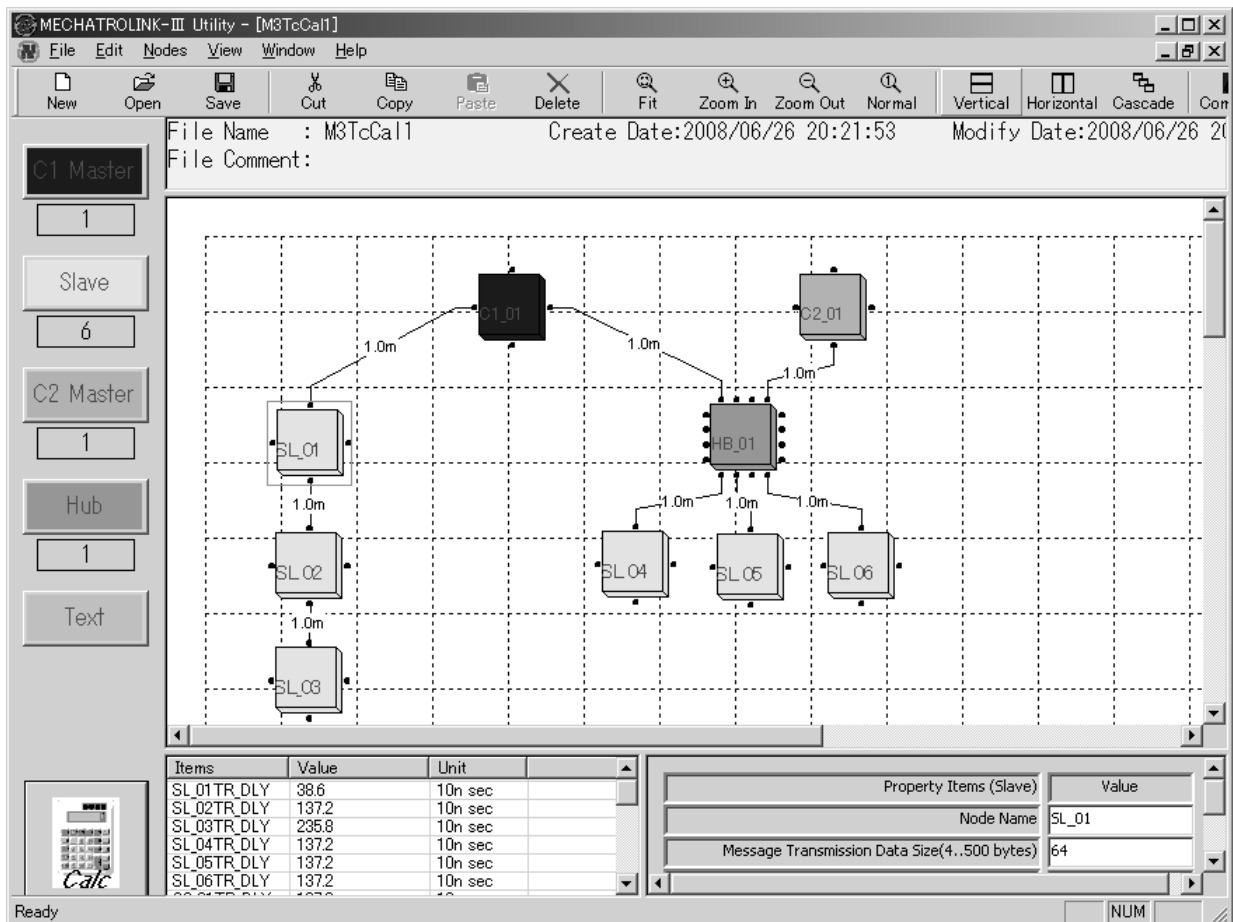 MECHATROLINK-Ⅲ Utility - [M3TcCal1]
File Edit Nodes View Window Help
New Open Save Cut Copy Paste Delete Fit Zoom In Zoom Out Normal Vertical Horizontal Cascade Com
File Name : M3TcCal1 Create Date:2008/06/26 20:21:53 Modify Date:2008/06/26 20
File Comment:
C1 Master
1
Slave
6
C2 Master
1
Hub
1
Text
C1_01
C2_01
1.0m
1.0m
1.0m
SL_01
HB_01
1.0m
1.0m
1.0m
1.0m
SL_02
SL_04
SL_05
SL_06
1.0m
SL_03
Items Value Unit
SL_01TR_DLY 38.6 10n sec
SL_02TR_DLY 137.2 10n sec
SL_03TR_DLY 235.8 10n sec
SL_04TR_DLY 137.2 10n sec
SL_05TR_DLY 137.2 10n sec
SL_06TR_DLY 137.2 10n sec
Property Items (Slave) Value
Node Name SL_01
Message Transmission Data Size(4..500 bytes) 64
Calc
Ready
NUM